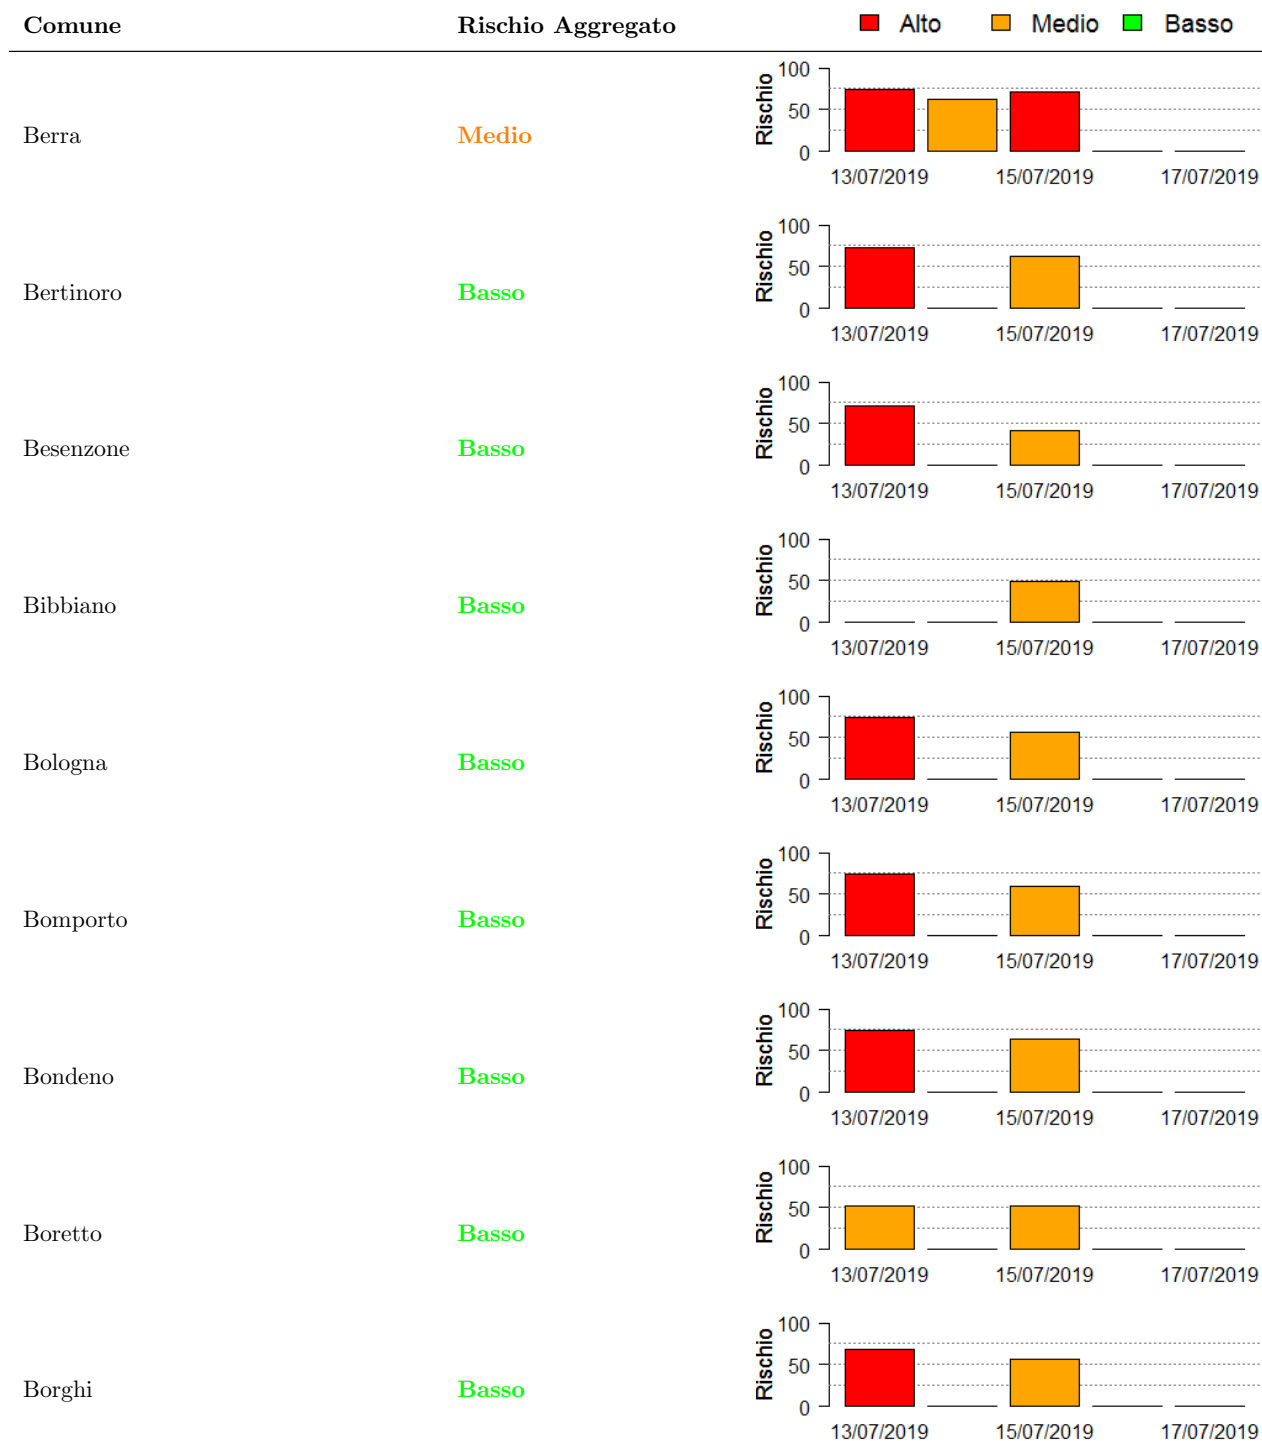 Comune Rischio Aggregato Alto Medio Basso
Berra Medio
Rischio
100
50
0
13/07/2019 15/07/2019 17/07/2019
Bertinoro Basso
Rischio
100
50
0
13/07/2019 15/07/2019 17/07/2019
Besenzone Basso
Rischio
100
50
0
13/07/2019 15/07/2019 17/07/2019
Bibbiano Basso
Rischio
100
50
0
13/07/2019 15/07/2019 17/07/2019
Bologna Basso
Rischio
100
50
0
13/07/2019 15/07/2019 17/07/2019
Bomporto Basso
Rischio
100
50
0
13/07/2019 15/07/2019 17/07/2019
Bondeno Basso
Rischio
100
50
0
13/07/2019 15/07/2019 17/07/2019
Boretto Basso
Rischio
100
50
0
13/07/2019 15/07/2019 17/07/2019
Borghi Basso
Rischio
100
50
0
13/07/2019 15/07/2019 17/07/2019